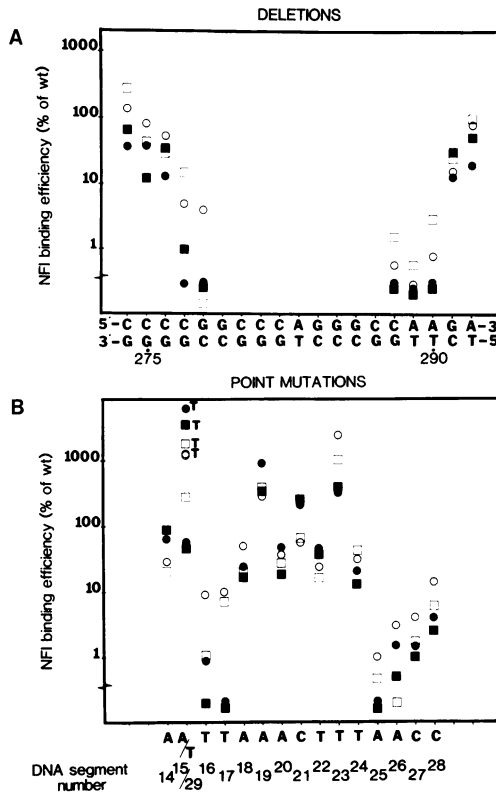 DELETIONS
A
NFI binding efficiency (% of wt)
1000
100
10
1
5'-C C C C G G C C C A G G G C C A A G A-3
3'-G G G G C C G G G T C C C G G T T C T-5
275 290
POINT MUTATIONS
B
NFI binding efficiency (% of wt)
T
T
T
T
1000
100
10
1
A A/T T T A A A C T T T A A C C
DNA segment number
14 15/29 16 17 18 19 20 21 22 23 24 25 26 27 28